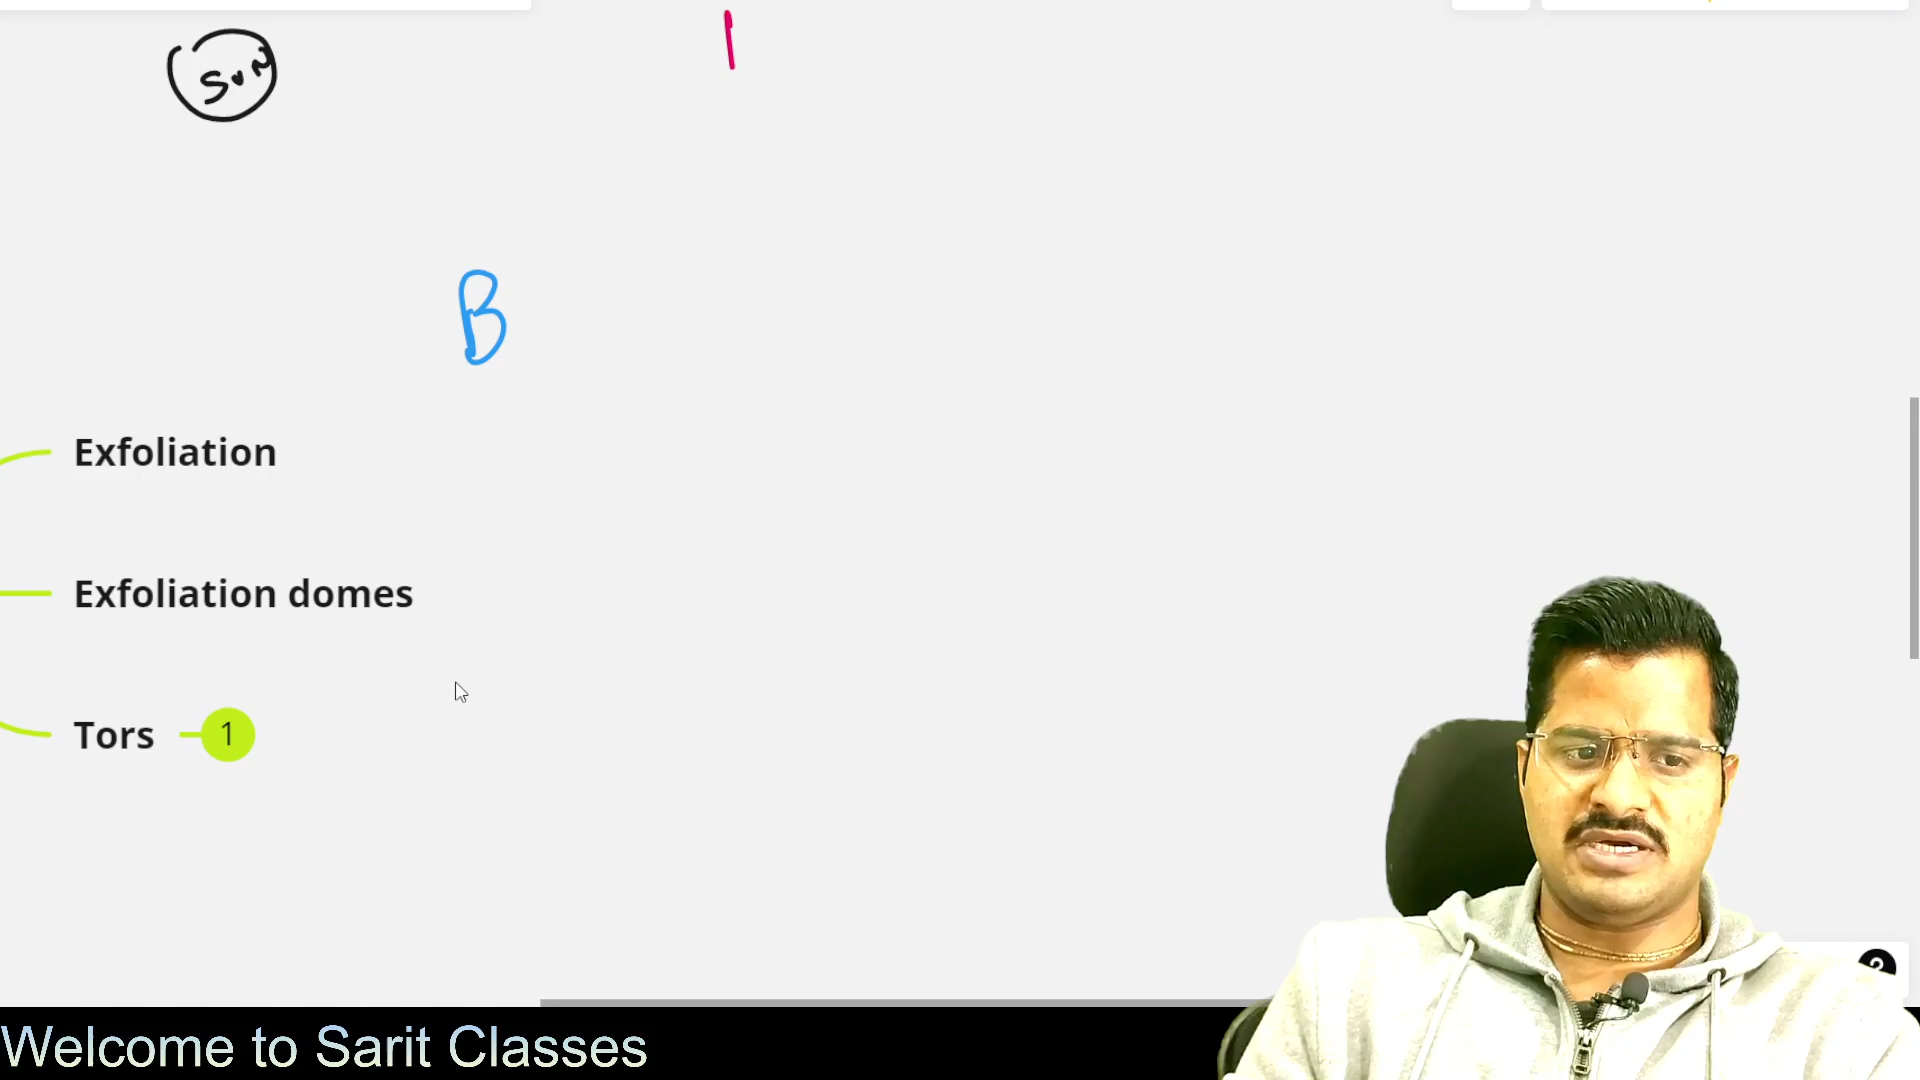 SUN
B
Exfoliation
Exfoliation domes
Tors 1
?
Welcome to Sarit Classes